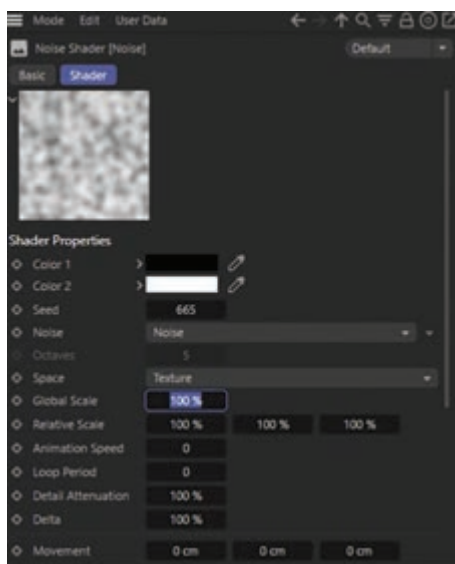 Mode Edit User Data
Noise Shader [Noise] Default
Basic Shader
Shader Properties
Color 1
Color 2
Seed 665
Noise Noise
Octaves 5
Space Texture
Global Scale 100 %
Relative Scale 100 % 100 % 100 %
Animation Speed 0
Loop Period 0
Detail Attenuation 100 %
Delta 100 %
Movement 0 cm 0 cm 0 cm